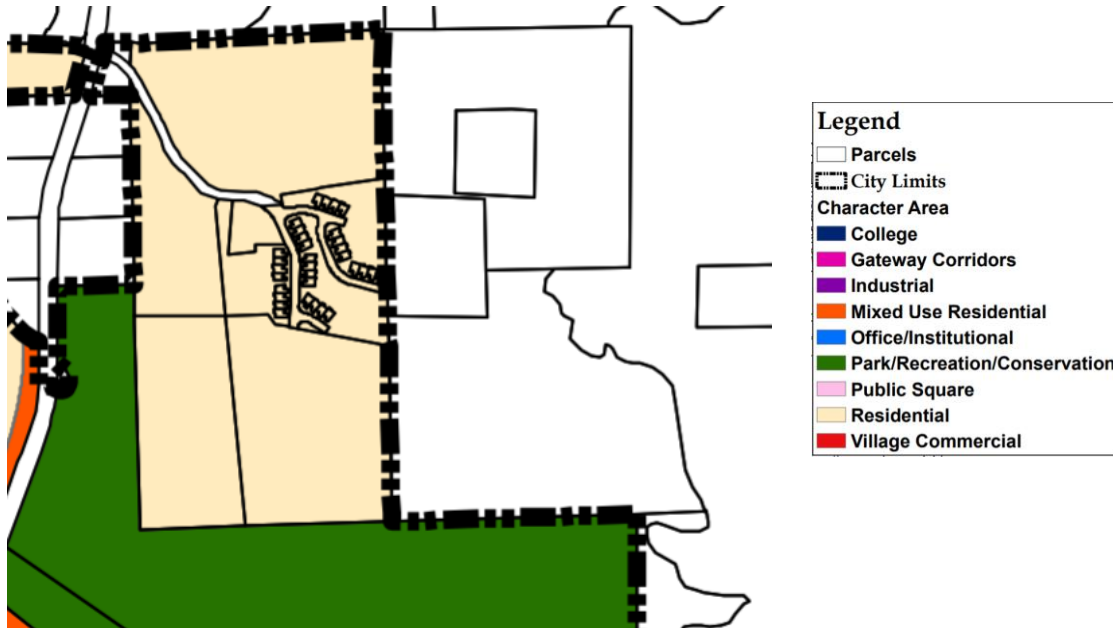 Legend
Parcels
City Limits
Character Area
College
Gateway Corridors
Industrial
Mixed Use Residential
Office/Institutional
Park/Recreation/Conservation
Public Square
Residential
Village Commercial